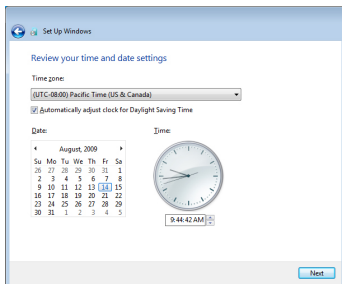 Set Up Windows
Review your time and date settings
Time zone:
(UTC-08:00) Pacific Time (US & Canada)
Automatically adjust clock for Daylight Saving Time
Date:
August, 2009
Su Mo Tu We Th Fr Sa
26 27 28 29 30 31 1
2 3 4 5 6 7 8
9 10 11 12 13 14 15
16 17 18 19 20 21 22
23 24 25 26 27 28 29
30 31 1 2 3 4 5
Time:
9:44:42 AM
Next